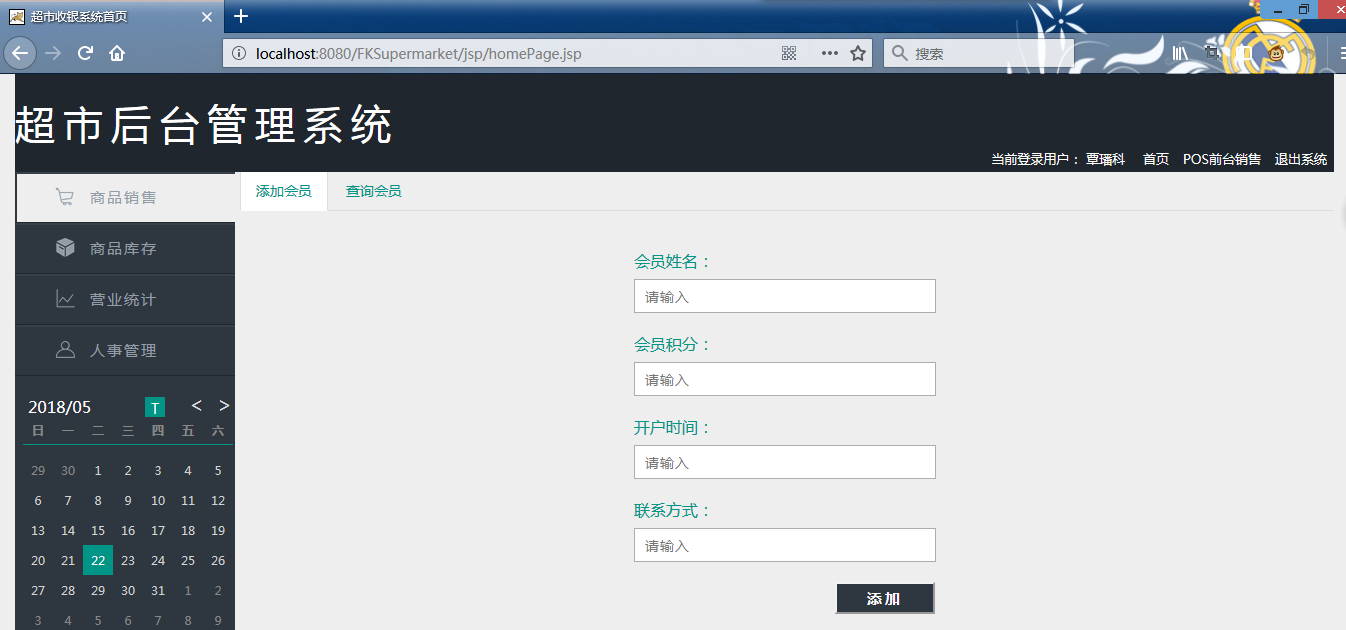 超市收银系统首页
localhost:8080/FKSupermarket/jsp/homePage.jsp
搜索
超市后台管理系统
当前登录用户： 覃璠科 首页 POS前台销售 退出系统
商品销售
商品库存
营业统计
人事管理
添加会员 查询会员
会员姓名：
请输入
会员积分：
请输入
开户时间：
请输入
联系方式：
请输入
添加
2018/05 T < >
日 一 二 三 四 五 六
29 30 1 2 3 4 5
6 7 8 9 10 11 12
13 14 15 16 17 18 19
20 21 22 23 24 25 26
27 28 29 30 31 1 2
3 4 5 6 7 8 9